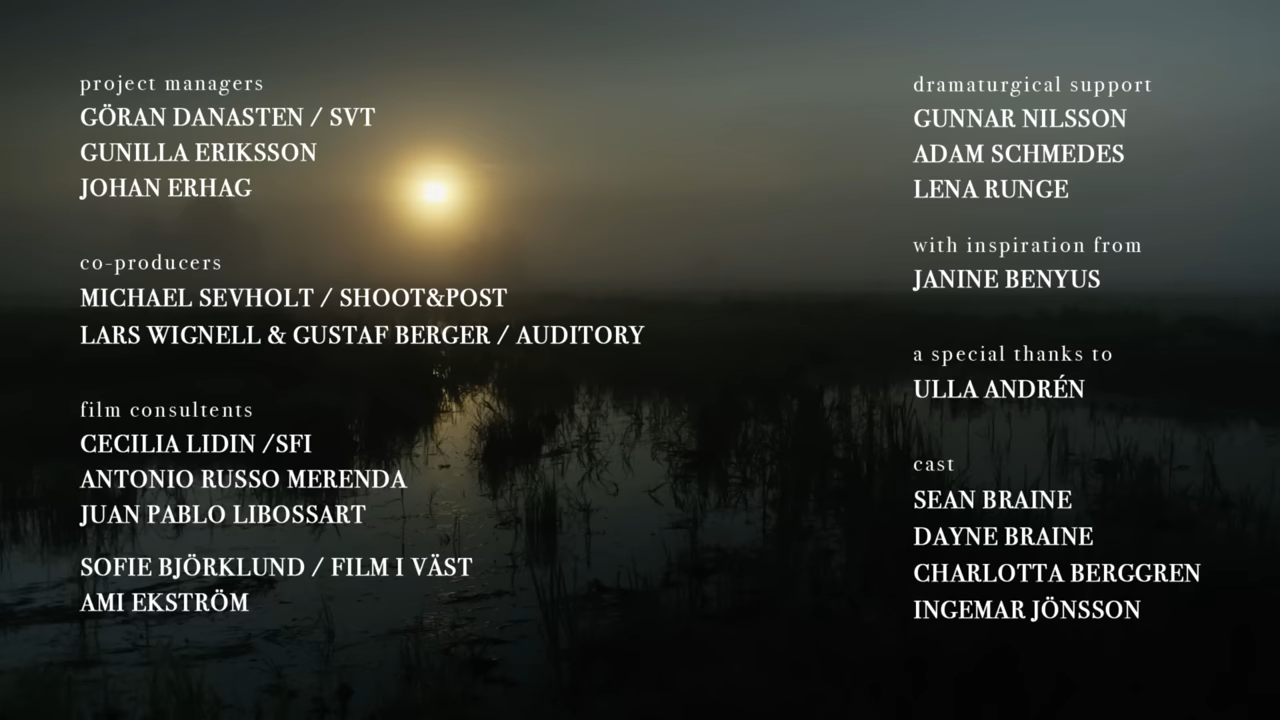 project managers
GÖRAN DANASTEN / SVT
GUNILLA ERIKSSON
JOHAN ERHAG
co-producers
MICHAEL SEVHOLT / SHOOT&POST
LARS WIGNELL & GUSTAF BERGER / AUDITORY
film consultents
CECILIA LIDIN /SFI
ANTONIO RUSSO MERENDA
JUAN PABLO LIBOSSART
SOFIE BJÖRKLUND / FILM I VÄST
AMI EKSTRÖM
dramaturgical support
GUNNAR NILSSON
ADAM SCHMEDES
LENA RUNGE
with inspiration from
JANINE BENYUS
a special thanks to
ULLA ANDRÉN
cast
SEAN BRAINE
DAYNE BRAINE
CHARLOTTA BERGGREN
INGEMAR JÖNSSON